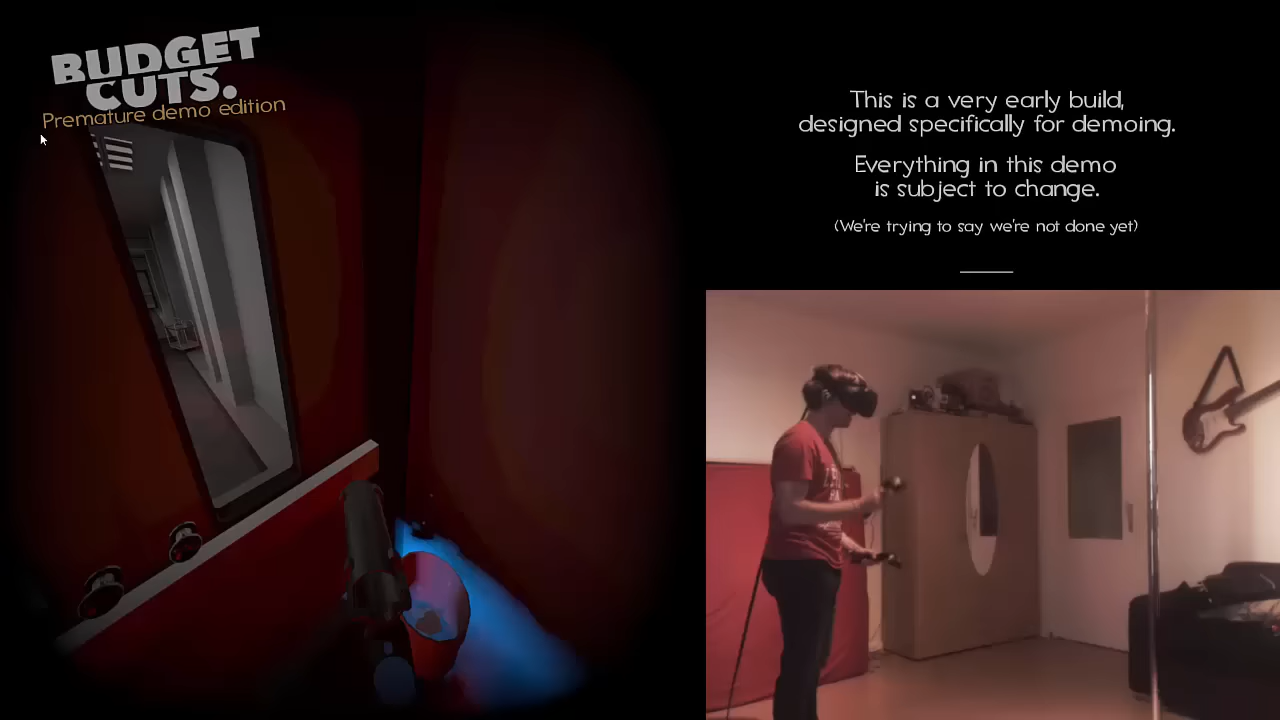 BUDGET
CUTS.
Premature demo edition
This is a very early build,
designed specifically for demoing.
Everything in this demo
is subject to change.
(We're trying to say we're not done yet)